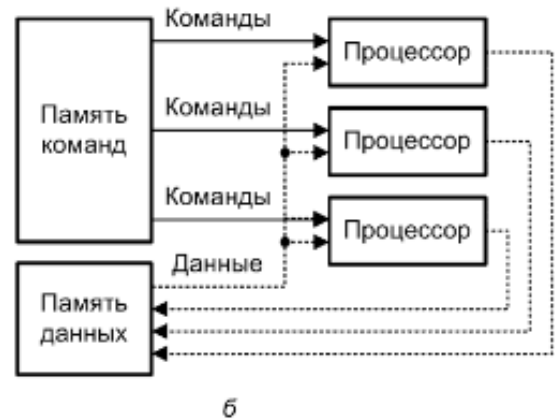 Команды
Процессор
Память
команд
Команды
Процессор
Команды
Процессор
Данные
Память
данных
б